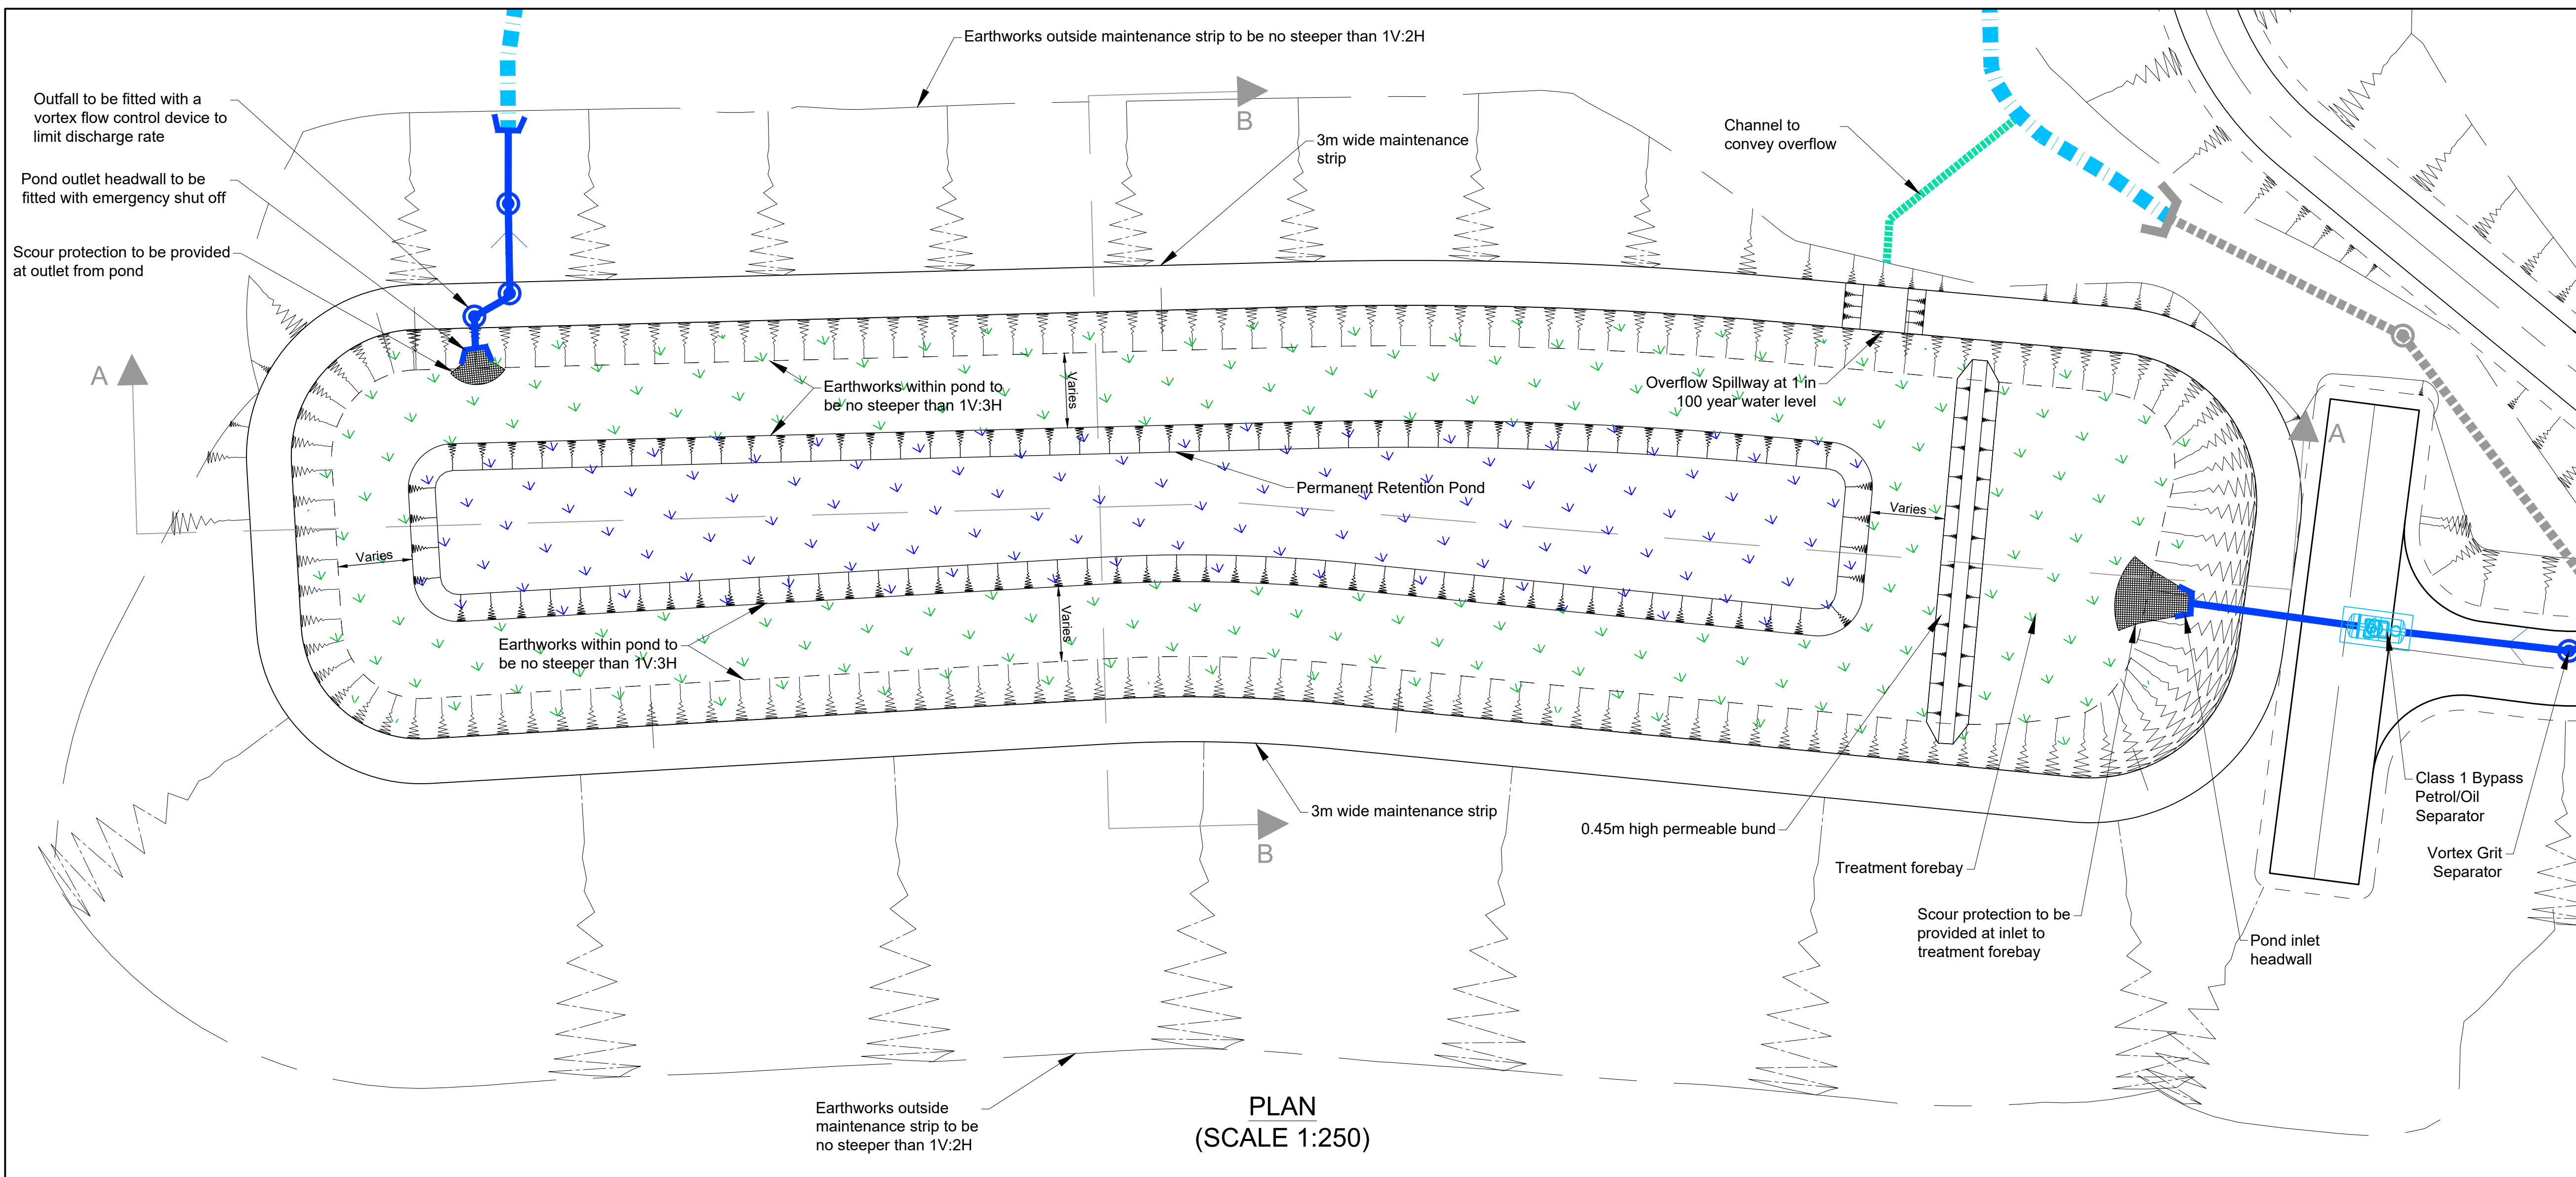 Earthworks outside maintenance strip to be no steeper than 1V:2H
Outfall to be fitted with a
vortex flow control device to
limit discharge rate
Pond outlet headwall to be
fitted with emergency shut off
Scour protection to be provided
at outlet from pond
B
3m wide maintenance
strip
Channel to
convey overflow
A
Earthworks within pond to
be no steeper than 1V:3H
Varies
Overflow Spillway at 1 in
100 year water level
A
Permanent Retention Pond
Varies
Varies
Earthworks within pond to
be no steeper than 1V:3H
Varies
3m wide maintenance strip
B
0.45m high permeable bund
Treatment forebay
Scour protection to be
provided at inlet to
treatment forebay
Class 1 Bypass
Petrol/Oil
Separator
Vortex Grit
Separator
Pond inlet
headwall
Earthworks outside
maintenance strip to be
no steeper than 1V:2H
PLAN
(SCALE 1:250)